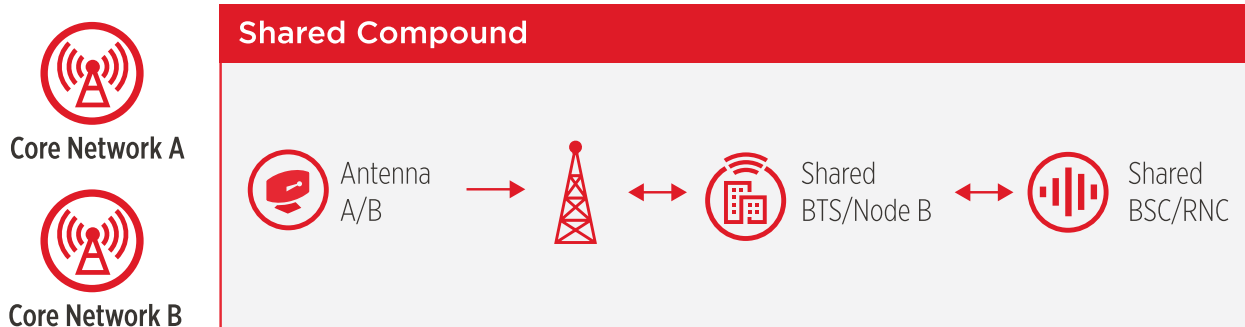 Shared Compound
Core Network A
Antenna
A/B
Shared
BTS/Node B
Shared
BSC/RNC
Core Network B